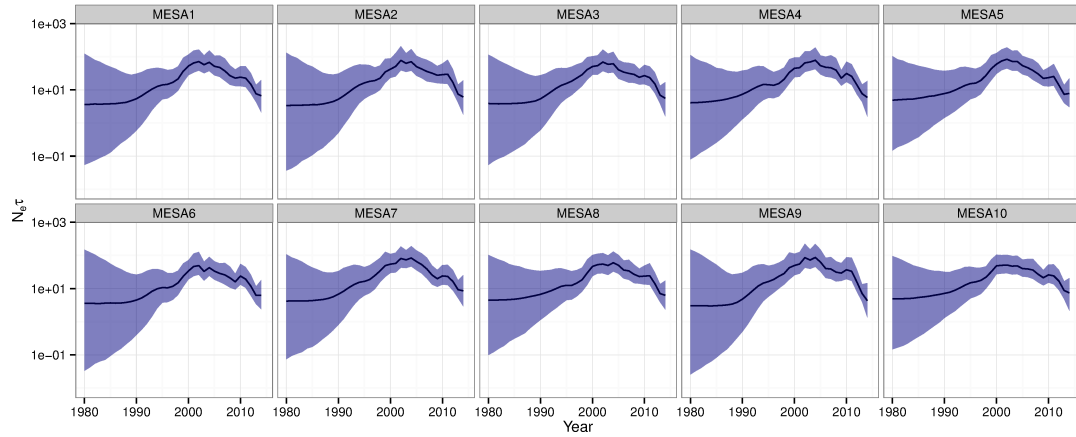 MESA1 MESA2 MESA3 MESA4 MESA5
1e+03
1e+01
1e−01
MESA6 MESA7 MESA8 MESA9 MESA10
1e+03
1e+01
1e−01
Neτ
1980 1990 2000 2010 1980 1990 2000 2010 1980 1990 2000 2010 1980 1990 2000 2010 1980 1990 2000 2010
Year